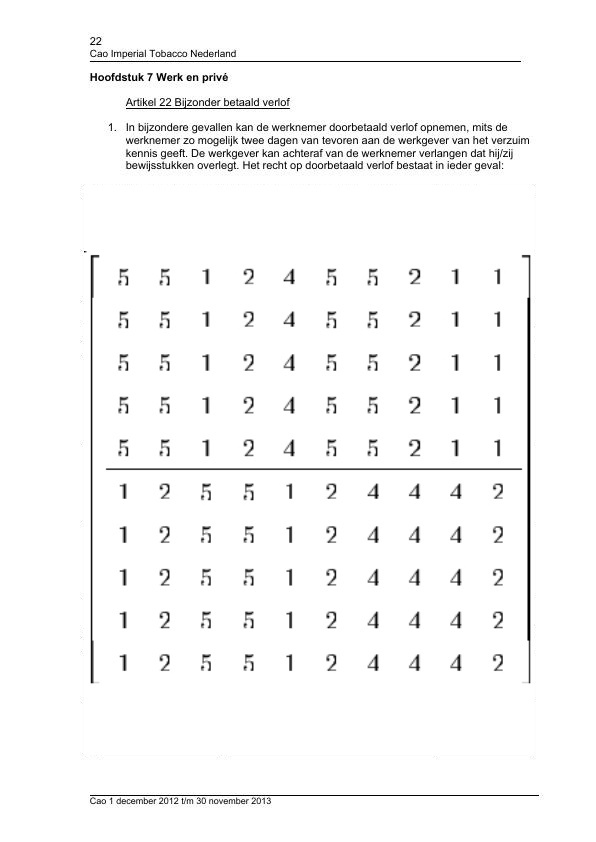 22
Cao Imperial Tobacco Nederland
Hoofdstuk 7 Werk en privé
Artikel 22 Bijzonder betaald verlof
1. In bijzondere gevallen kan de werknemer doorbetaald verlof opnemen, mits de
werknemer zo mogelijk twee dagen van tevoren aan de werkgever van het verzuim
kennis geeft. De werkgever kan achteraf van de werknemer verlangen dat hij/zij
bewijsstukken overlegt. Het recht op doorbetaald verlof bestaat in ieder geval:
5 5 1 2 4 5 5 2 1 1
5 5 1 2 4 5 5 2 1 1
5 5 1 2 4 5 5 2 1 1
5 5 1 2 4 5 5 2 1 1
5 5 1 2 4 5 5 2 1 1
1 2 5 5 1 2 4 4 4 2
1 2 5 5 1 2 4 4 4 2
1 2 5 5 1 2 4 4 4 2
1 2 5 5 1 2 4 4 4 2
1 2 5 5 1 2 4 4 4 2
Cao 1 december 2012 t/m 30 november 2013